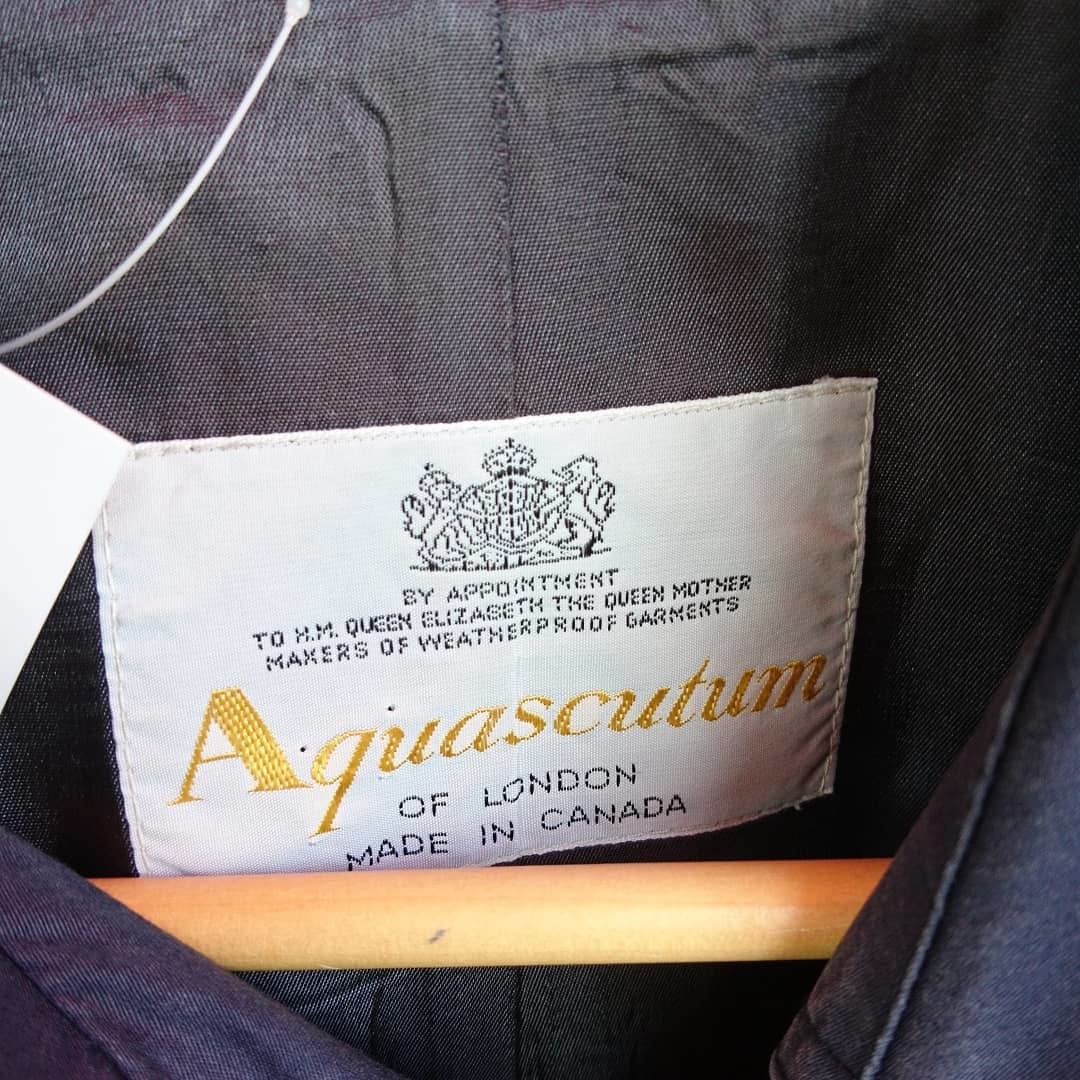 BY APPOINTMENT
TO H.M. QUEEN ELIZABETH THE QUEEN MOTHER
MAKERS OF WEATHERPROOF GARMENTS
Aquascutum
OF LONDON
MADE IN CANADA